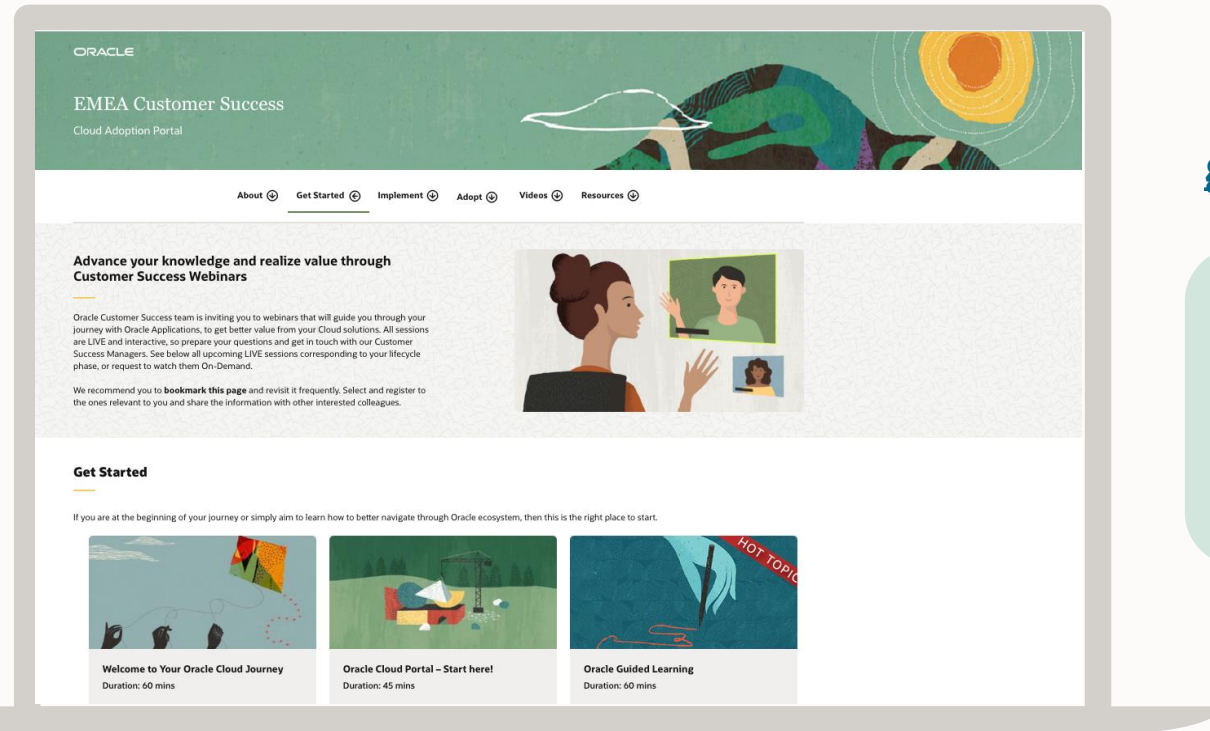 ORACLE
EMEA Customer Success
Cloud Adoption Portal
About Get Started Implement Adopt Videos Resources
Advance your knowledge and realize value through
Customer Success Webinars
Oracle Customer Success team is inviting you to webinars that will guide you through your
journey with Oracle Applications, to get better value from your Cloud solutions. All sessions
are LIVE and interactive, so prepare your questions and get in touch with our Customer
Success Managers. See below all upcoming LIVE sessions corresponding to your lifecycle
phase, or request to watch them On-Demand.
We recommend you to bookmark this page and revisit it frequently. Select and register to
the ones relevant to you and share the information with other interested colleagues.
Get Started
If you are at the beginning of your journey or simply aim to learn how to better navigate through Oracle ecosystem, then this is the right place to start.
HOT TOPIC
Welcome to Your Oracle Cloud Journey
Duration: 60 mins
Oracle Cloud Portal – Start here!
Duration: 45 mins
Oracle Guided Learning
Duration: 60 mins